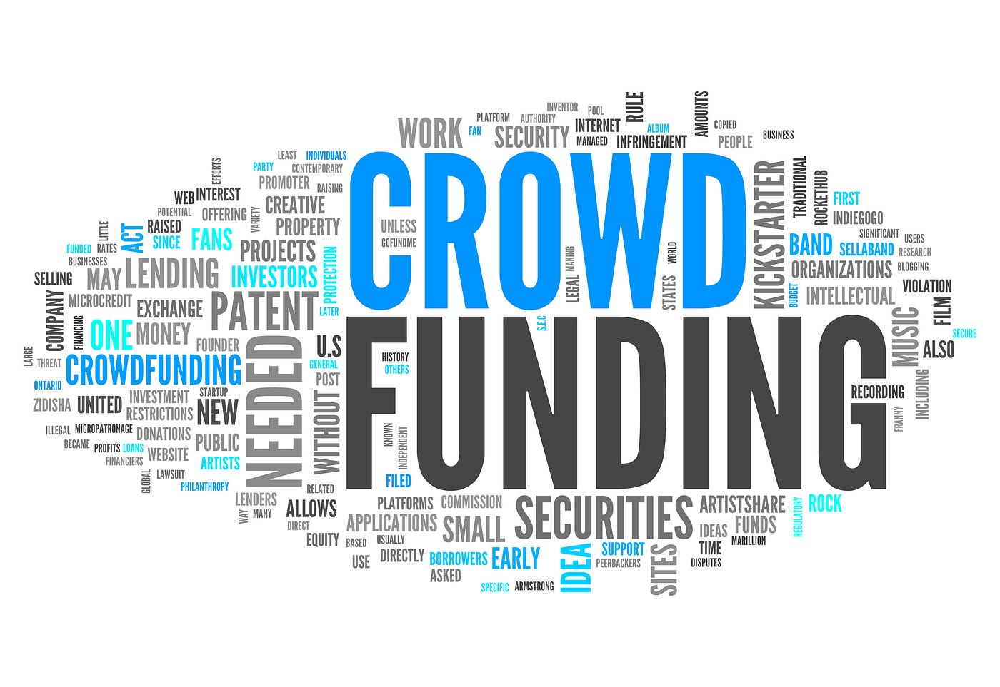 INVENTOR
POOL
RULE
AMOUNTS
PLATFORM
AUTHORITY
WORK
FAN
SECURITY
INTERNET
MANAGED
ALBUM
INFRINGEMENT
COPIED
PEOPLE
BUSINESS
LEAST
INDIVIDUALS
EFFORTS
PARTY
CONTEMPORARY
PROMOTER
RAISING
WEB
INTEREST
CREATIVE
POTENTIAL
OFFERING
VARIETY
PROPERTY
LITTLE
ACT
RAISED
SINCE
FANS
PROJECTS
FUNDED
RATES
BUSINESSES
SELLING
MAY
LENDING
INVESTORS
PROTECTION
CROWD
UNLESS
GOFUNDME
LEGAL
MAKING
STATES
WORLD
KICKSTARTER
TRADITIONAL
ROCKETHUB
FIRST
INDIEGOGO
SIGNIFICANT
USERS
BAND
SELLABAND
RESEARCH
ORGANIZATIONS
BLOGGING
BUDGET
INTELLECTUAL
VIOLATION
FILM
SECURE
MUSIC
ALSO
COMPANY
MICROCREDIT
EXCHANGE
PATENT
LATER
FINANCING
ONE
MONEY
FOUNDER
U.S
LARGE
THREAT
CROWDFUNDING
NEEDED
GENERAL
POST
FUNDING
S.E.C
HISTORY
OTHERS
KNOWN
INDEPENDENT
FILED
RECORDING
INCLUDING
FRANNY
ONTARIO
ZIDISHA
UNITED
INVESTMENT
STARTUP
RESTRICTIONS
NEW
WITHOUT
ILLEGAL
MICROPATRONAGE
DONATIONS
PUBLIC
BECAME
PROFITS
LOANS
WEBSITE
FINANCIERS
ARTISTS
GLOBAL
LAWSUIT
PHILANTHROPY
LENDERS
RELATED
WAY
MANY
ALLOWS
DIRECT
EQUITY
PLATFORMS
COMMISSION
APPLICATIONS
SMALL
SECURITIES
ARTISTSHARE
REGULATORY
ROCK
IDEAS
FUNDS
BASED
USUALLY
MARILLION
USE
DIRECTLY
BORROWERS
EARLY
IDEA
SUPPORT
PEERBACKERS
SITES
TIME
DISPUTES
ASKED
SPECIFIC
ARMSTRONG